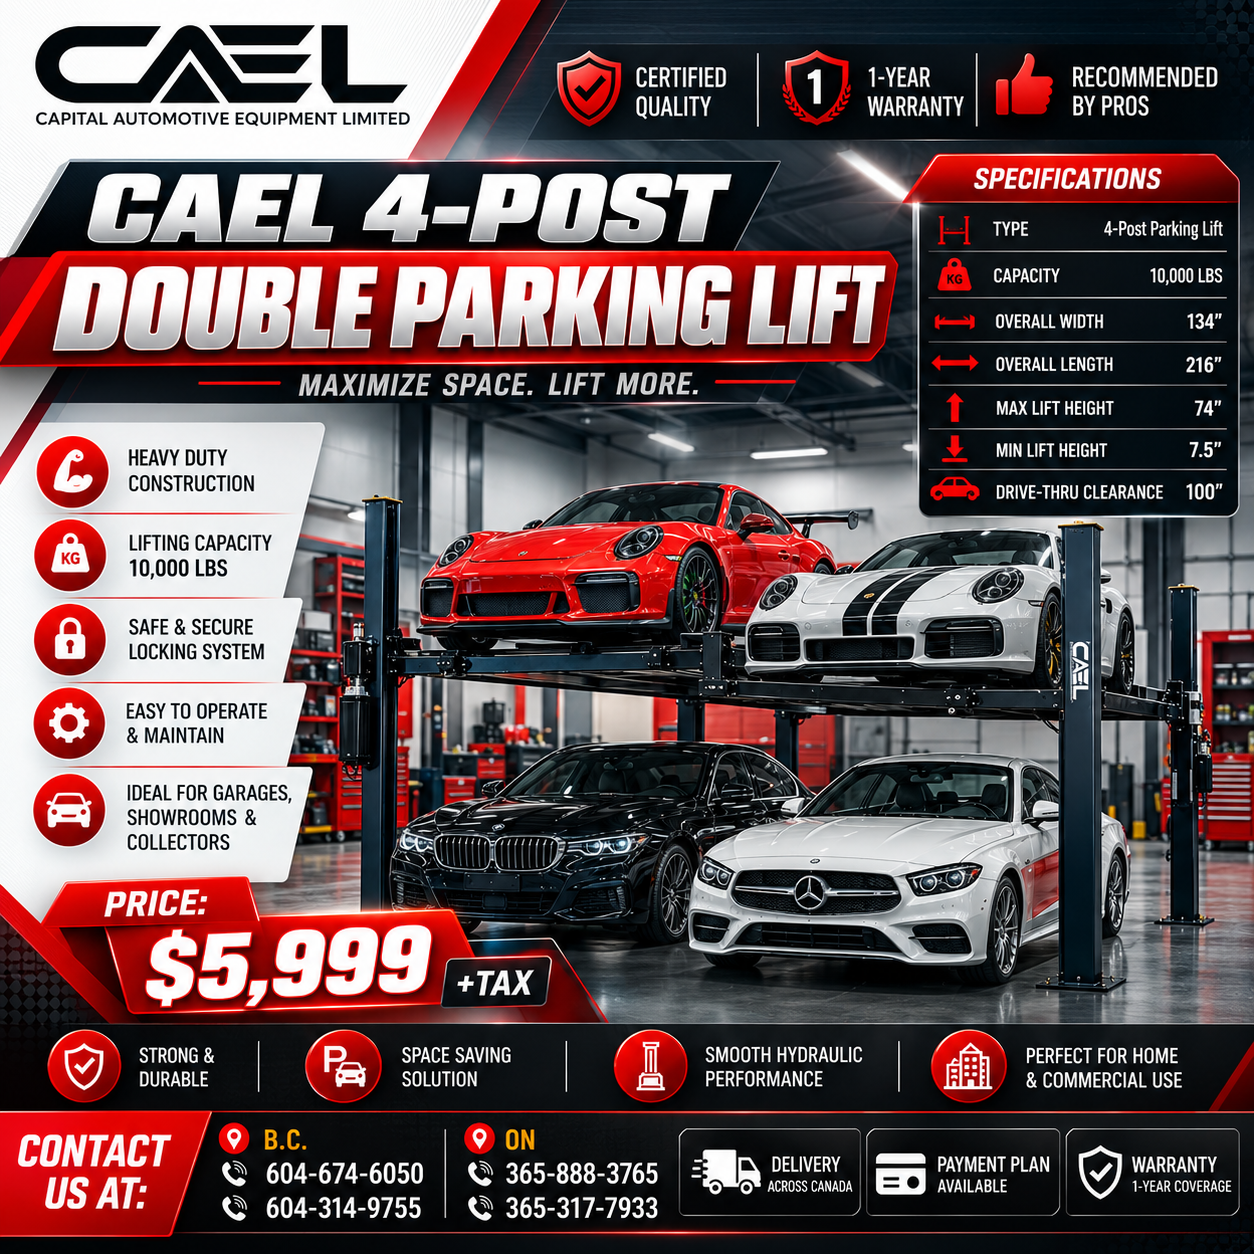 CAEL
CAPITAL AUTOMOTIVE EQUIPMENT LIMITED
CERTIFIED
QUALITY
1
1-YEAR
WARRANTY
RECOMMENDED
BY PROS
CAEL 4-POST
DOUBLE PARKING LIFT
MAXIMIZE SPACE. LIFT MORE.
SPECIFICATIONS
TYPE 4-Post Parking Lift
KG CAPACITY 10,000 LBS
OVERALL WIDTH 134”
OVERALL LENGTH 216”
MAX LIFT HEIGHT 74”
MIN LIFT HEIGHT 7.5”
DRIVE-THRU CLEARANCE 100”
HEAVY DUTY
CONSTRUCTION
KG
LIFTING CAPACITY
10,000 LBS
SAFE & SECURE
LOCKING SYSTEM
EASY TO OPERATE
& MAINTAIN
IDEAL FOR GARAGES,
SHOWROOMS &
COLLECTORS
CAEL
PRICE:
$5,999
+TAX
STRONG &
DURABLE
P
SPACE SAVING
SOLUTION
SMOOTH HYDRAULIC
PERFORMANCE
PERFECT FOR HOME
& COMMERCIAL USE
CONTACT
US AT:
B.C.
604-674-6050
604-314-9755
ON
365-888-3765
365-317-7933
DELIVERY
ACROSS CANADA
PAYMENT PLAN
AVAILABLE
WARRANTY
1-YEAR COVERAGE